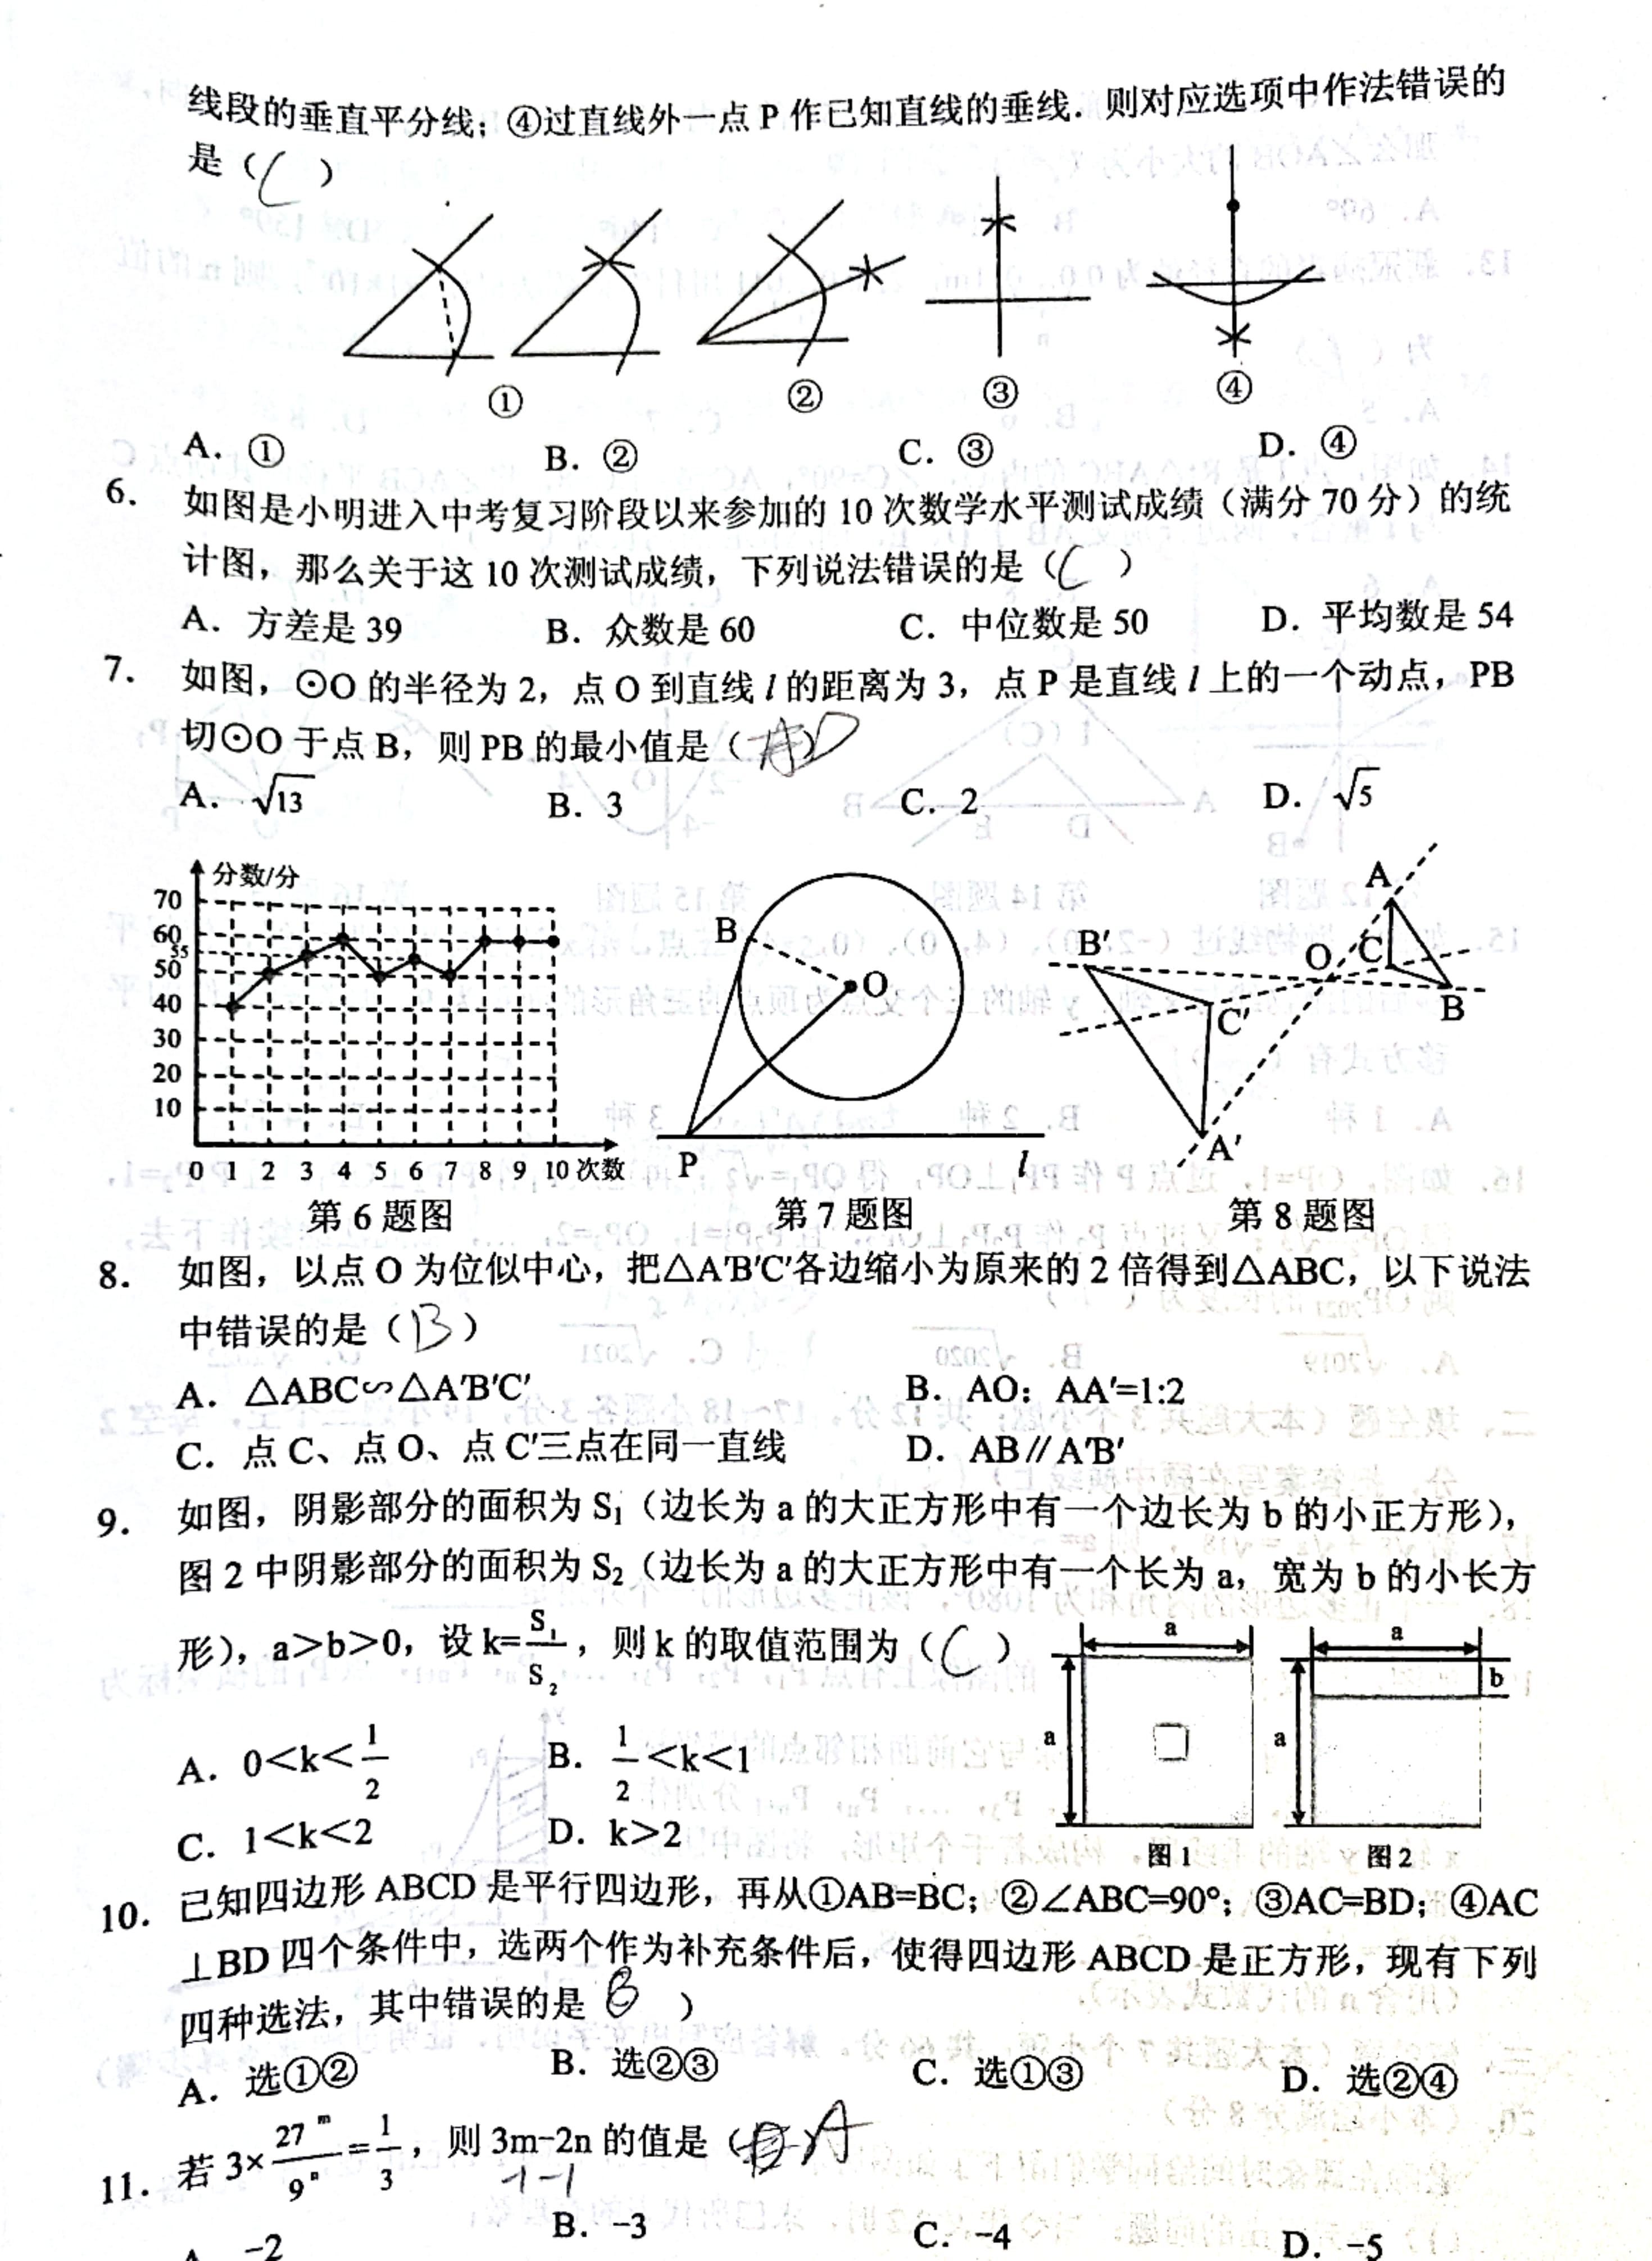 线段的垂直平分线；④过直线外一点 P 作已知直线的垂线．则对应选项中作法错误的
是（C）
① ② ③ ④
A．① B．② C．③ D．④
6． 如图是小明进入中考复习阶段以来参加的 10 次数学水平测试成绩（满分 70 分）的统
计图，那么关于这 10 次测试成绩，下列说法错误的是（C）
A．方差是 39 B．众数是 60 C．中位数是 50 D．平均数是 54
7． 如图，⊙O 的半径为 2，点 O 到直线 l 的距离为 3，点 P 是直线 l 上的一个动点，PB
切⊙O 于点 B，则 PB 的最小值是（A）D
A．√13 B．3 C．2 D．√5
分数/分
70
60
55
50
40
30
20
10
0 1 2 3 4 5 6 7 8 9 10 次数
B O P l
A B C O A′ B′ C′
第 6 题图 第 7 题图 第 8 题图
8． 如图，以点 O 为位似中心，把△A′B′C′各边缩小为原来的 2 倍得到△ABC，以下说法
中错误的是（B）
A．△ABC∽△A′B′C′ B．AO：AA′=1:2
C．点 C、点 O、点 C′三点在同一直线 D．AB∥A′B′
9． 如图，阴影部分的面积为 S₁（边长为 a 的大正方形中有一个边长为 b 的小正方形），
图 2 中阴影部分的面积为 S₂（边长为 a 的大正方形中有一个长为 a，宽为 b 的小长方
形），a＞b＞0，设 k=S₁/S₂，则 k 的取值范围为（C）
A．0＜k＜1/2 B．1/2＜k＜1
C．1＜k＜2 D．k＞2
a a a a b
图 1 图 2
10． 已知四边形 ABCD 是平行四边形，再从①AB=BC；②∠ABC=90°；③AC=BD；④AC
⊥BD 四个条件中，选两个作为补充条件后，使得四边形 ABCD 是正方形，现有下列
四种选法，其中错误的是 B ）
A．选①② B．选②③ C．选①③ D．选②④
11． 若 3×27ᵐ/9ⁿ=1/3，则 3m-2n 的值是（ ）A
-1-1
A．-2 B．-3 C．-4 D．-5